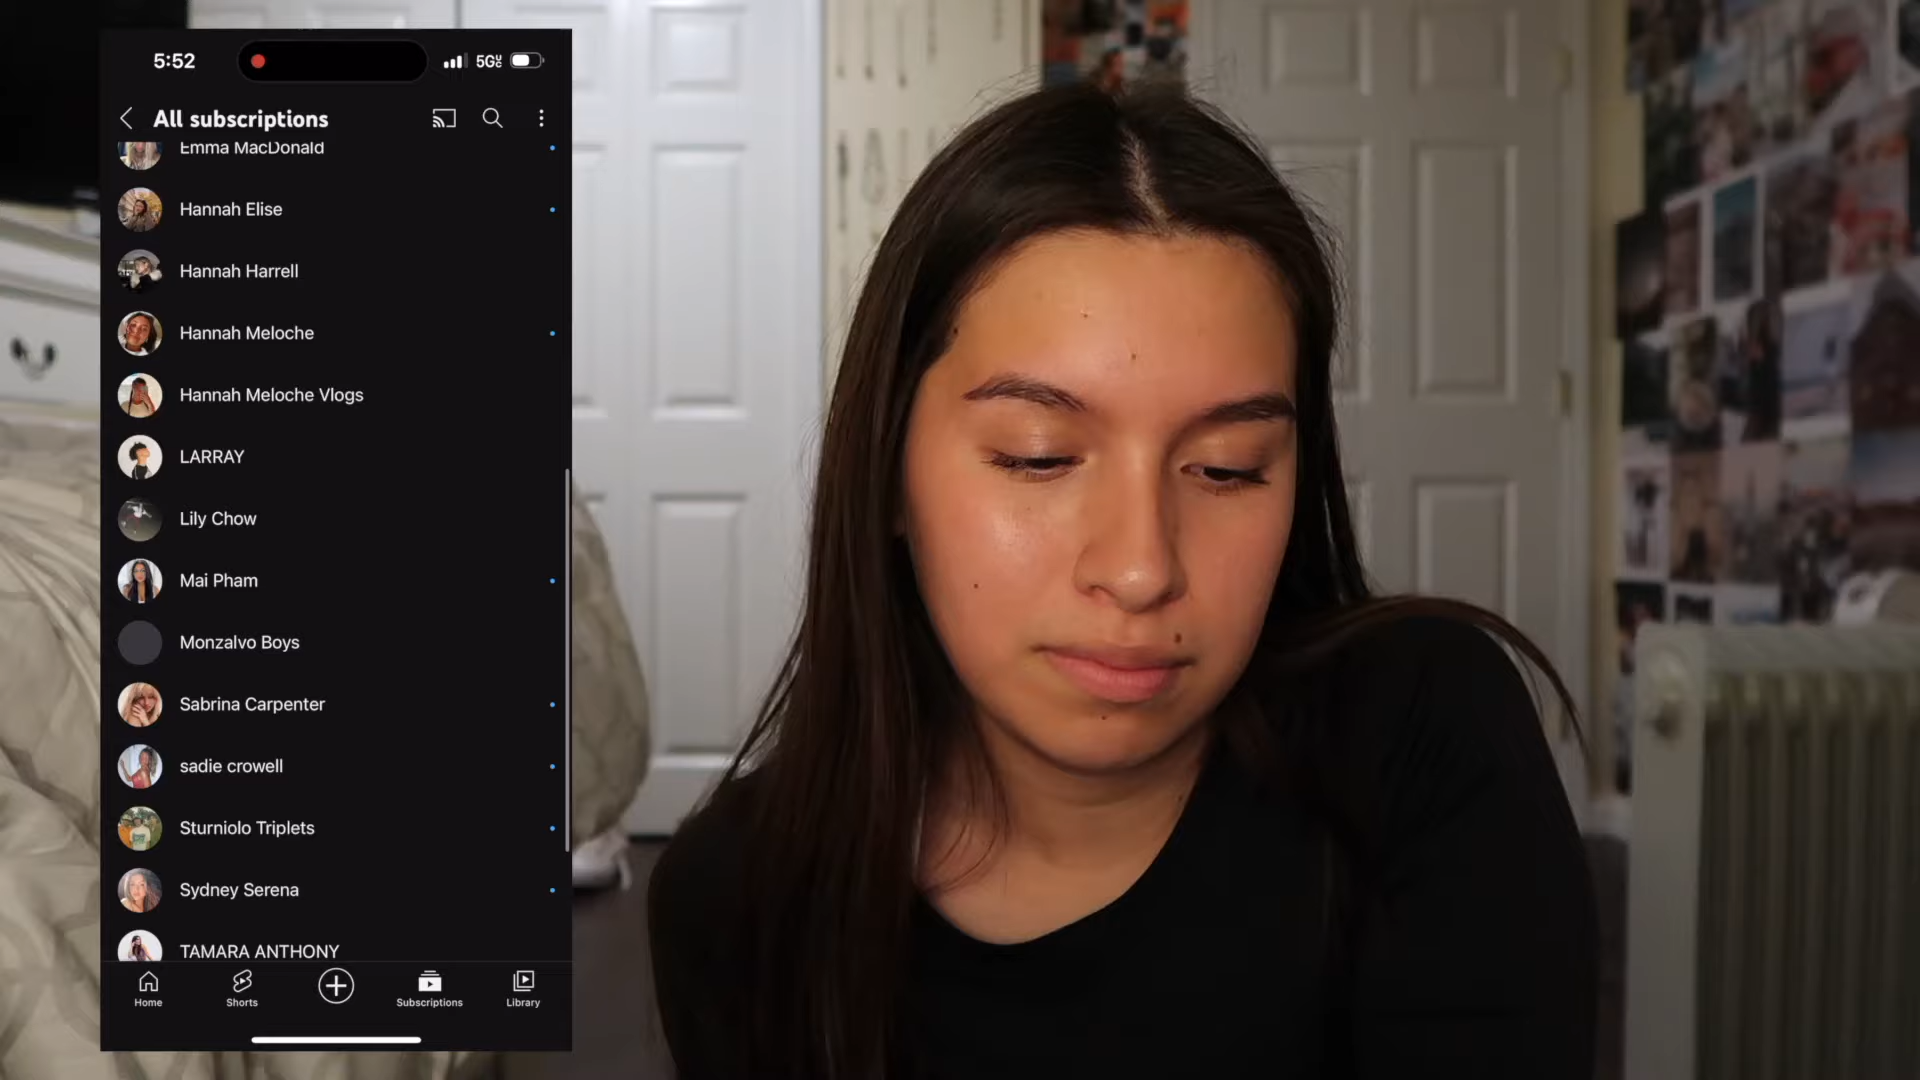 5:52
5G
All subscriptions
Emma MacDonald
Hannah Elise
Hannah Harrell
Hannah Meloche
Hannah Meloche Vlogs
LARRAY
Lily Chow
Mai Pham
Monzalvo Boys
Sabrina Carpenter
sadie crowell
Sturniolo Triplets
Sydney Serena
TAMARA ANTHONY
Home
Shorts
Subscriptions
Library